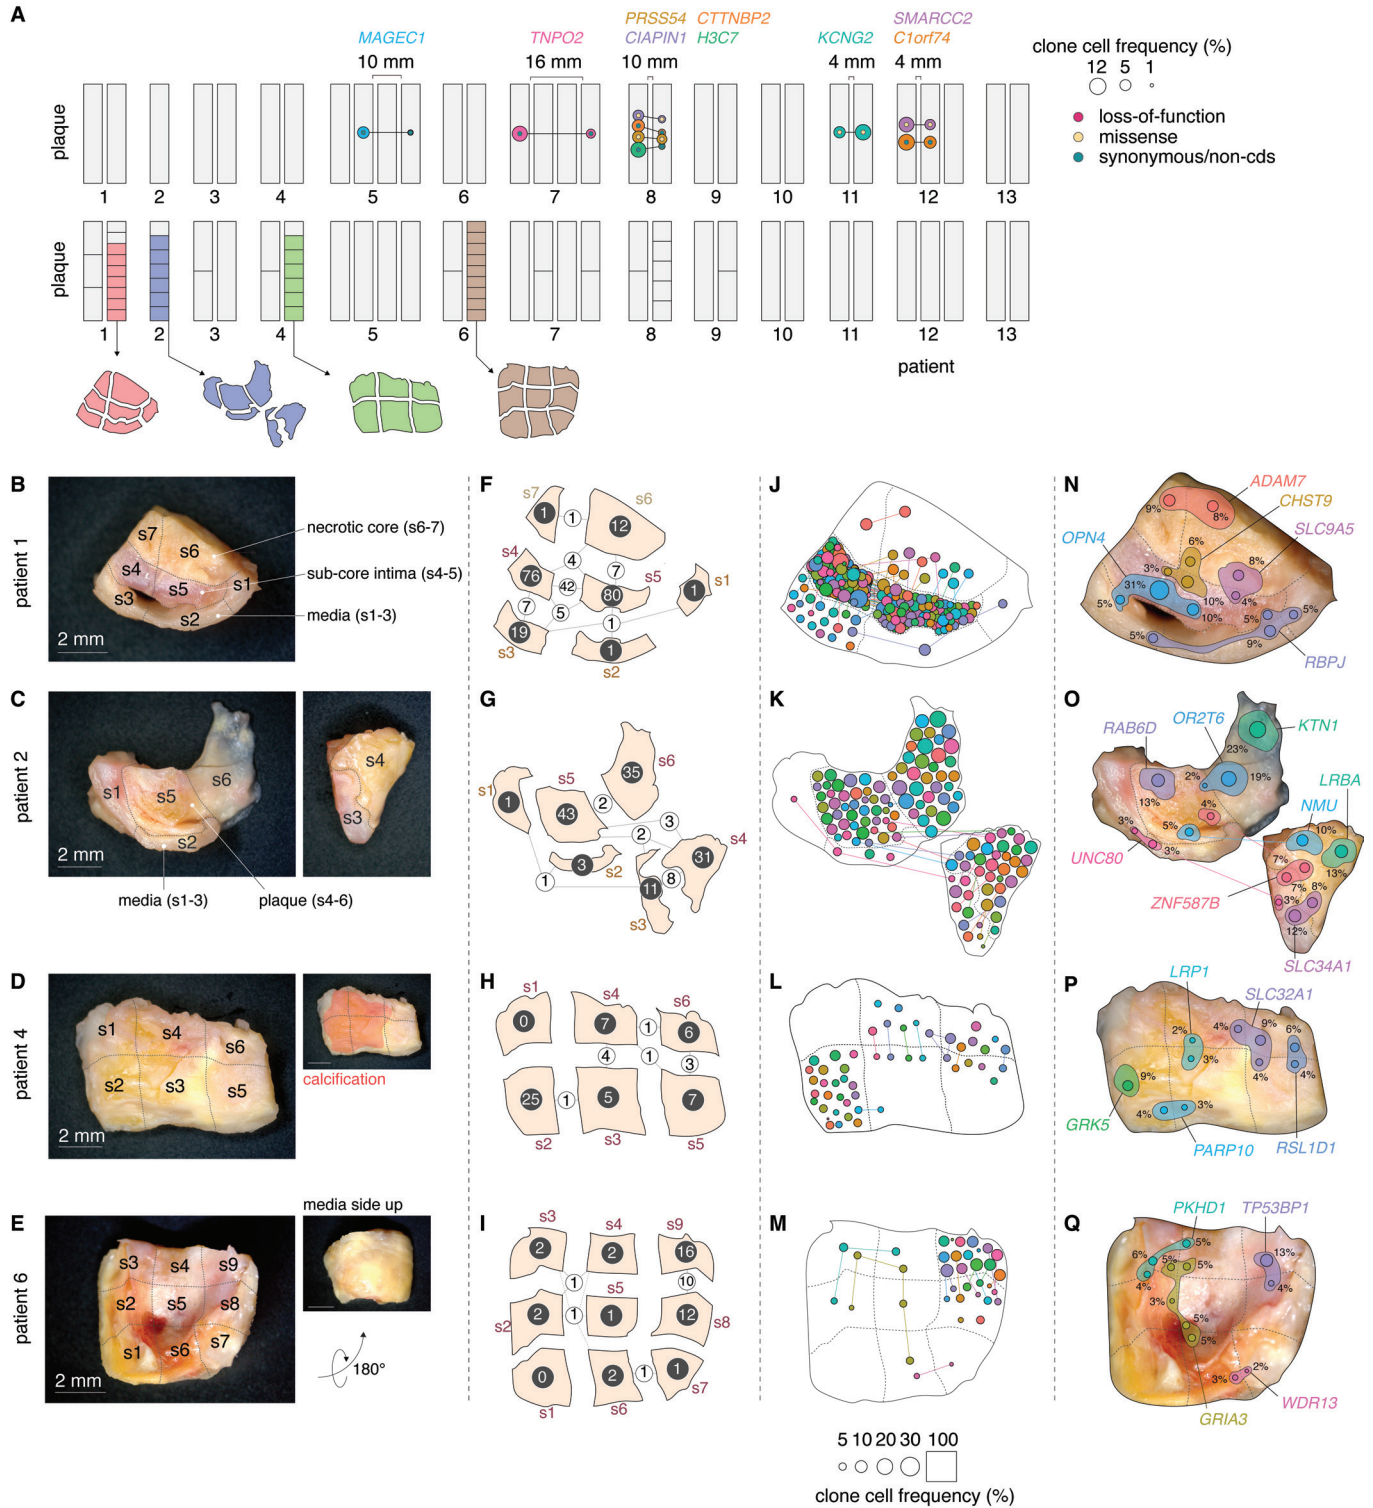 A
PRSS54 CTTNBP2 SMARCC2
MAGEC1 TNPO2 CIAPIN1 H3C7 KCNG2 C1orf74
10 mm 16 mm 10 mm 4 mm 4 mm
clone cell frequency (%)
12 5 1
loss-of-function
missense
synonymous/non-cds
plaque
1 2 3 4 5 6 7 8 9 10 11 12 13
plaque
1 2 3 4 5 6 7 8 9 10 11 12 13
patient
B
patient 1
s7
s6
s4
s5
s1
s3
s2
2 mm
necrotic core (s6-7)
sub-core intima (s4-5)
media (s1-3)
F
s7
s6
1
1
12
s4
4
76
42
7
s5
80
s1
1
7
5
19
1
s3
1
s2
J
N
ADAM7
CHST9
SLC9A5
OPN4
9%
8%
6%
3%
8%
31%
5%
10%
10%
4%
5%
5%
5%
9%
RBPJ
C
patient 2
s1
s5
s6
s2
2 mm
s4
s3
media (s1-3)
plaque (s4-6)
G
s6
35
s5
s1
1
43
2
3
2
s4
31
3
s2
8
1
11
s3
K
O
RAB6D
OR2T6
KTN1
23%
2%
19%
LRBA
13%
4%
NMU
5%
10%
3%
3%
UNC80
7%
13%
7%
8%
ZNF587B
3%
12%
SLC34A1
D
patient 4
s1
s4
s6
s2
s3
s5
2 mm
calcification
H
s1
s4
s6
0
7
1
6
4
1
3
25
1
5
7
s2
s3
s5
L
P
LRP1
SLC32A1
2%
4%
9%
6%
3%
9%
4%
4%
GRK5
4%
3%
PARP10
RSL1D1
E
patient 6
s3
s4
s9
s2
s5
s8
s1
s6
s7
2 mm
media side up
180°
I
s3
s4
s9
2
2
16
1
s5
10
2
1
1
12
s2
s8
0
2
1
1
s7
s1
s6
M
5 10 20 30 100
clone cell frequency (%)
Q
PKHD1
TP53BP1
6%
5%
5%
5%
13%
4%
4%
3%
5%
5%
2%
3%
WDR13
GRIA3